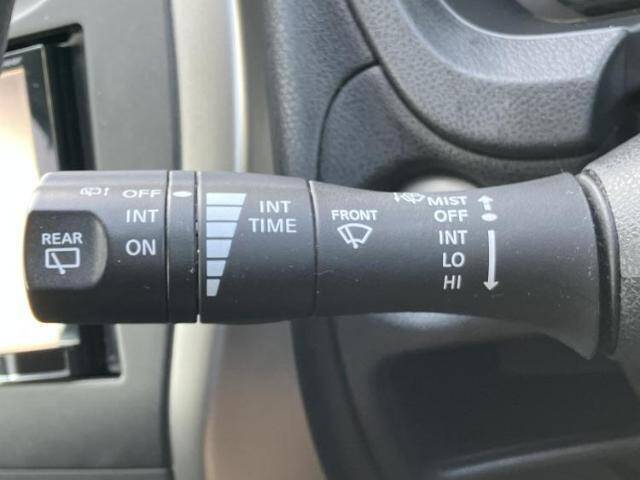 REAR
OFF
INT
ON
INT
TIME
FRONT
MIST
OFF
INT
LO
HI